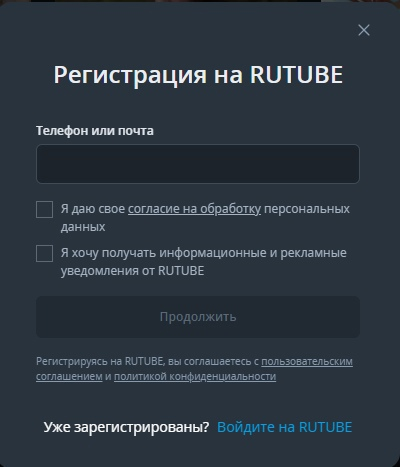 Регистрация на RUTUBE
Телефон или почта
Я даю свое согласие на обработку персональных
данных
Я хочу получать информационные и рекламные
уведомления от RUTUBE
Продолжить
Регистрируясь на RUTUBE, вы соглашаетесь с пользовательским
соглашением и политикой конфиденциальности
Уже зарегистрированы? Войдите на RUTUBE